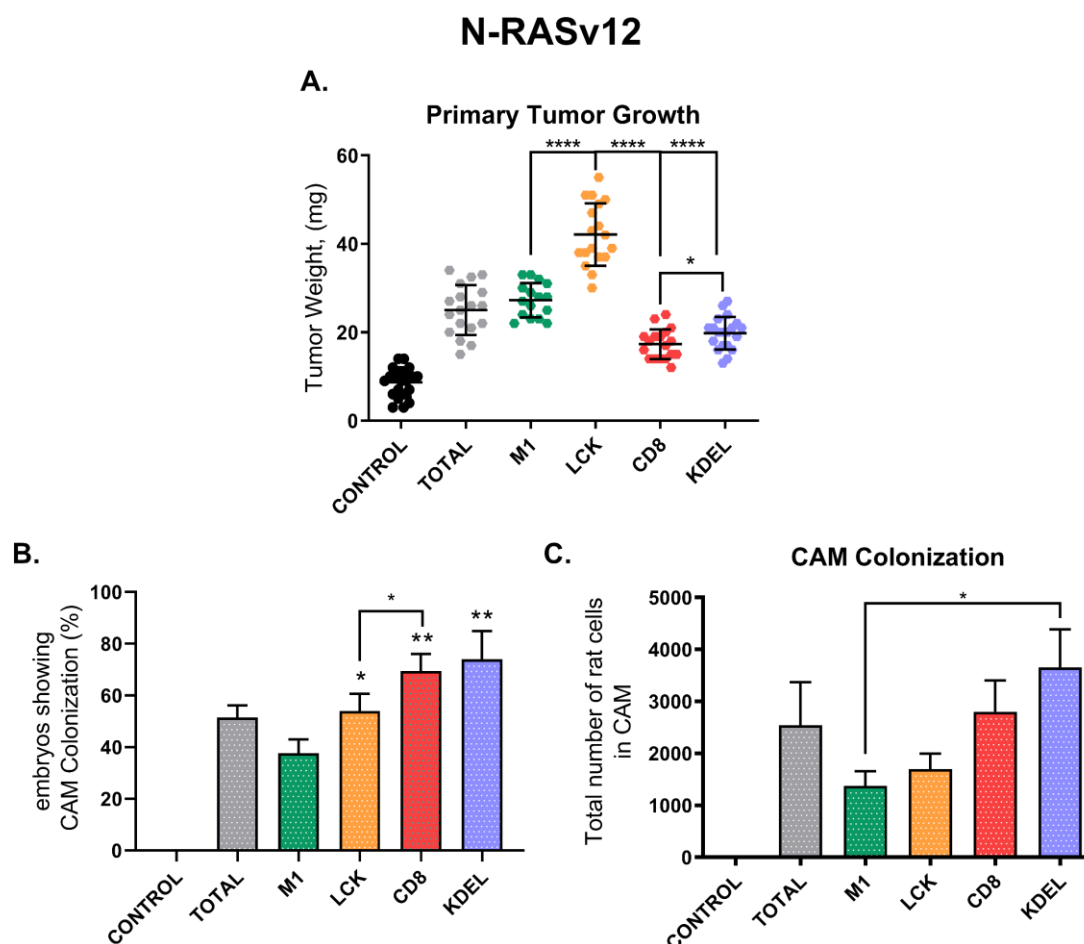 N-RASv12
A.
Primary Tumor Growth
**** **** ****
*
Tumor Weight, (mg)
60
40
20
0
CONTROL TOTAL M1 LCK CD8 KDEL
B.
embryos showing
CAM Colonization (%)
100
80
60
40
20
0
*
* ** **
CONTROL TOTAL M1 LCK CD8 KDEL
C.
CAM Colonization
Total number of rat cells
in CAM
5000
4000
3000
2000
1000
0
*
CONTROL TOTAL M1 LCK CD8 KDEL